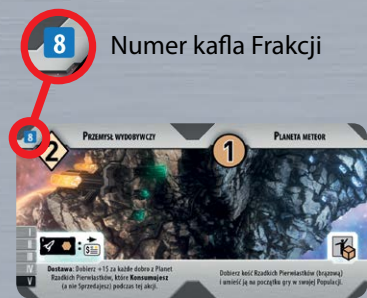 8 Numer kafla Frakcji
8
2 PRZEMYSŁ WYDOBYWCZY
1 PLANETA METEOR
I
II
III
IV
V
Dostawa: Dobierz +1$ za każde dobro z Planet
Rzadkich Pierwiastków, które Konsumujesz
(a nie Sprzedajesz) podczas tej akcji.
Dobierz kość Rzadkich Pierwiastków (brązową)
i umieść ją na początku gry w swojej Populacji.